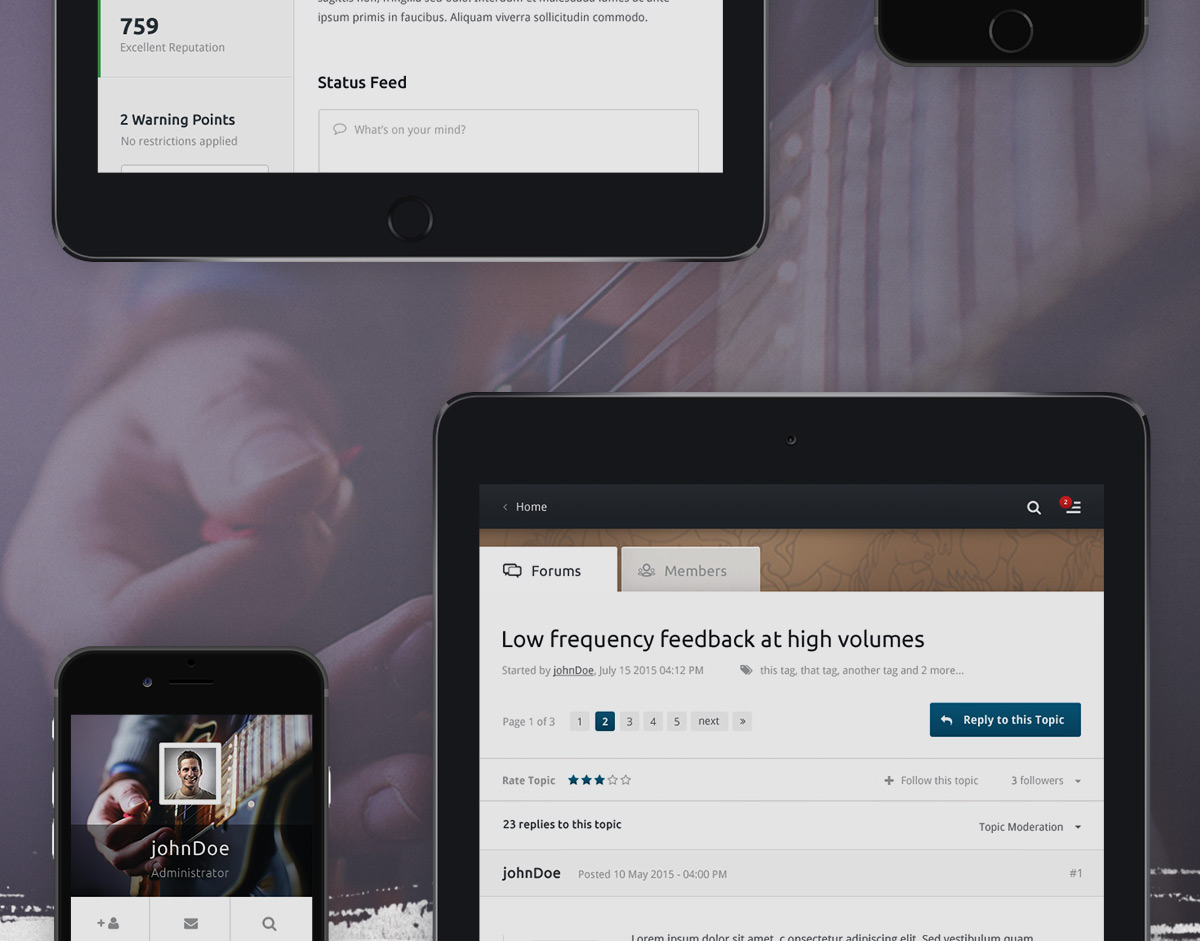 ipsum primis in faucibus. Aliquam viverra sollicitudin commodo.
759
Excellent Reputation
Status Feed
What's on your mind?
2 Warning Points
No restrictions applied
Home
2
Forums
Members
Low frequency feedback at high volumes
Started by johnDoe, July 15 2015 04:12 PM
this tag, that tag, another tag and 2 more...
Page 1 of 3
1 2 3 4 5 next »
Reply to this Topic
Rate Topic
+ Follow this topic
3 followers
23 replies to this topic
Topic Moderation
johnDoe
Posted 10 May 2015 - 04:00 PM
#1
Lorem ipsum dolor sit amet, c onsectetur adipiscing elit. Sed vestibulum quam
johnDoe
Administrator